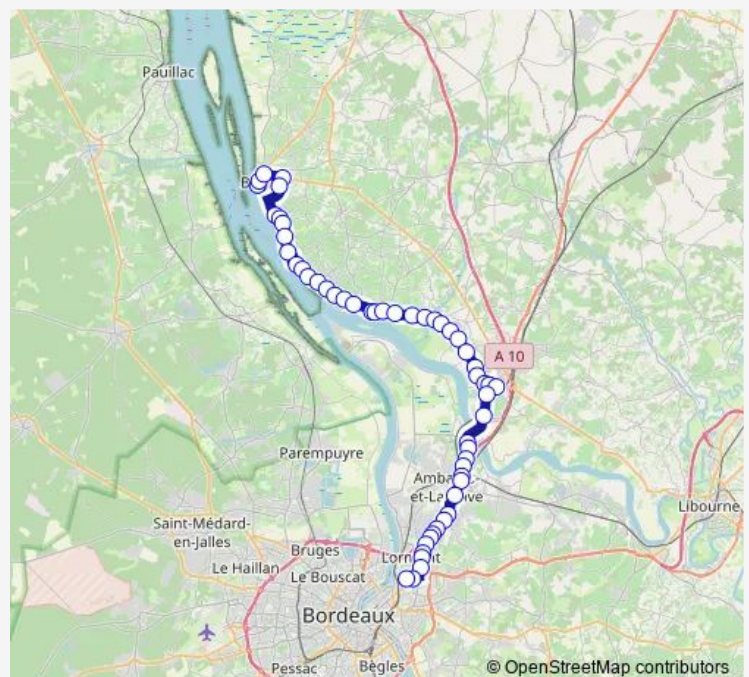 Pauillac
A 10
Parempuyre
Libourne
Saint-Médard-
en-Jalles
Bruges
Le Haillan
Le Bouscat
Bordeaux
Pessac
Bègles
© OpenStreetMap contributors